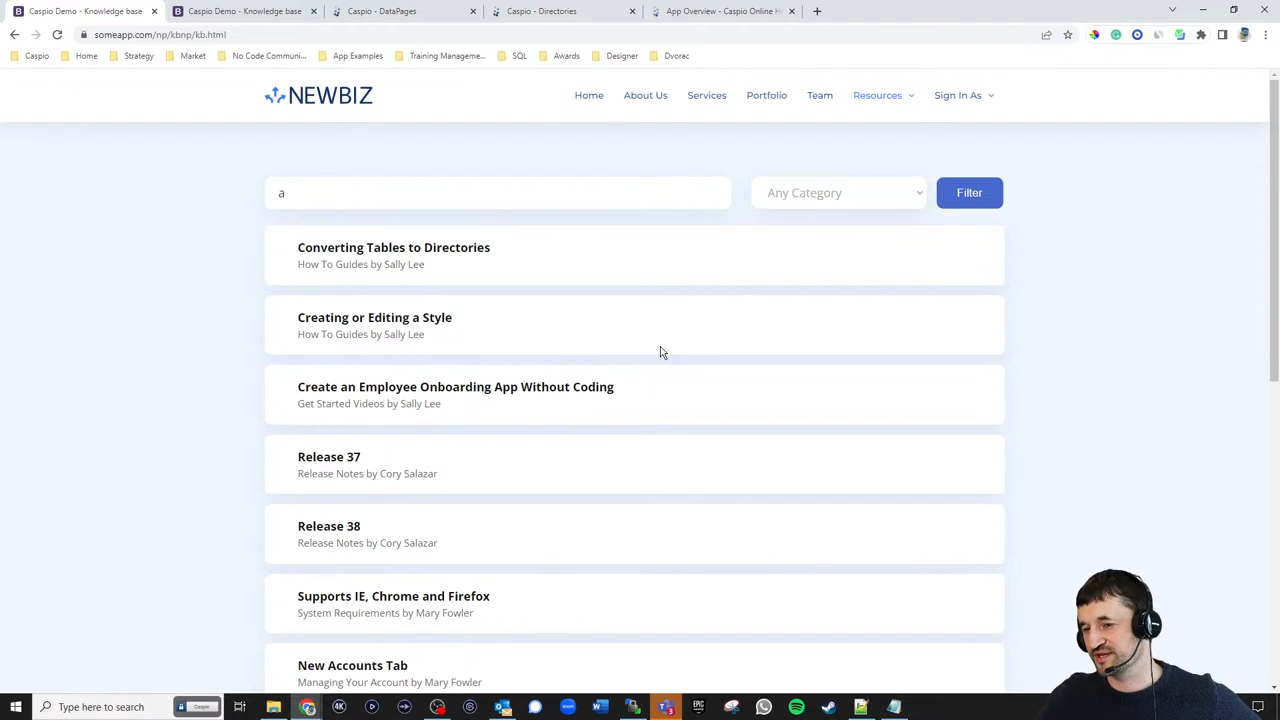 Caspio Demo - Knowledge base
Caspio Demo - Knowledge base
Caspio - DataPages
Caspio - Directories
App Overview - Caspio Online H
someapp.com/np/kbnp/kb.html
Caspio
Home
Strategy
Market
No Code Communi...
App Examples
Training Manageme...
SQL
Awards
Designer
Dvorac
NEWBIZ
Home
About Us
Services
Portfolio
Team
Resources
Sign In As
a
Any Category
Filter
Converting Tables to Directories
How To Guides by Sally Lee
Creating or Editing a Style
How To Guides by Sally Lee
Create an Employee Onboarding App Without Coding
Get Started Videos by Sally Lee
Release 37
Release Notes by Cory Salazar
Release 38
Release Notes by Cory Salazar
Supports IE, Chrome and Firefox
System Requirements by Mary Fowler
New Accounts Tab
Managing Your Account by Mary Fowler
Type here to search
Caspio
4K
EPIC